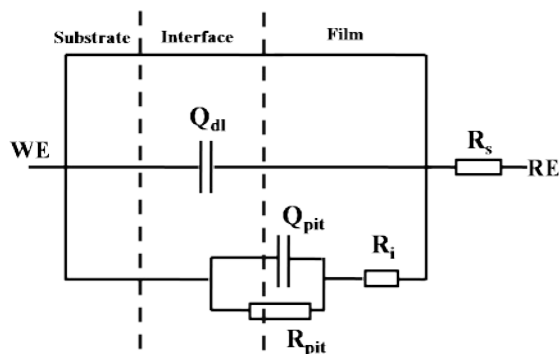 Substrate Interface Film
Q_dl
WE
R_s
RE
Q_pit
R_i
R_pit